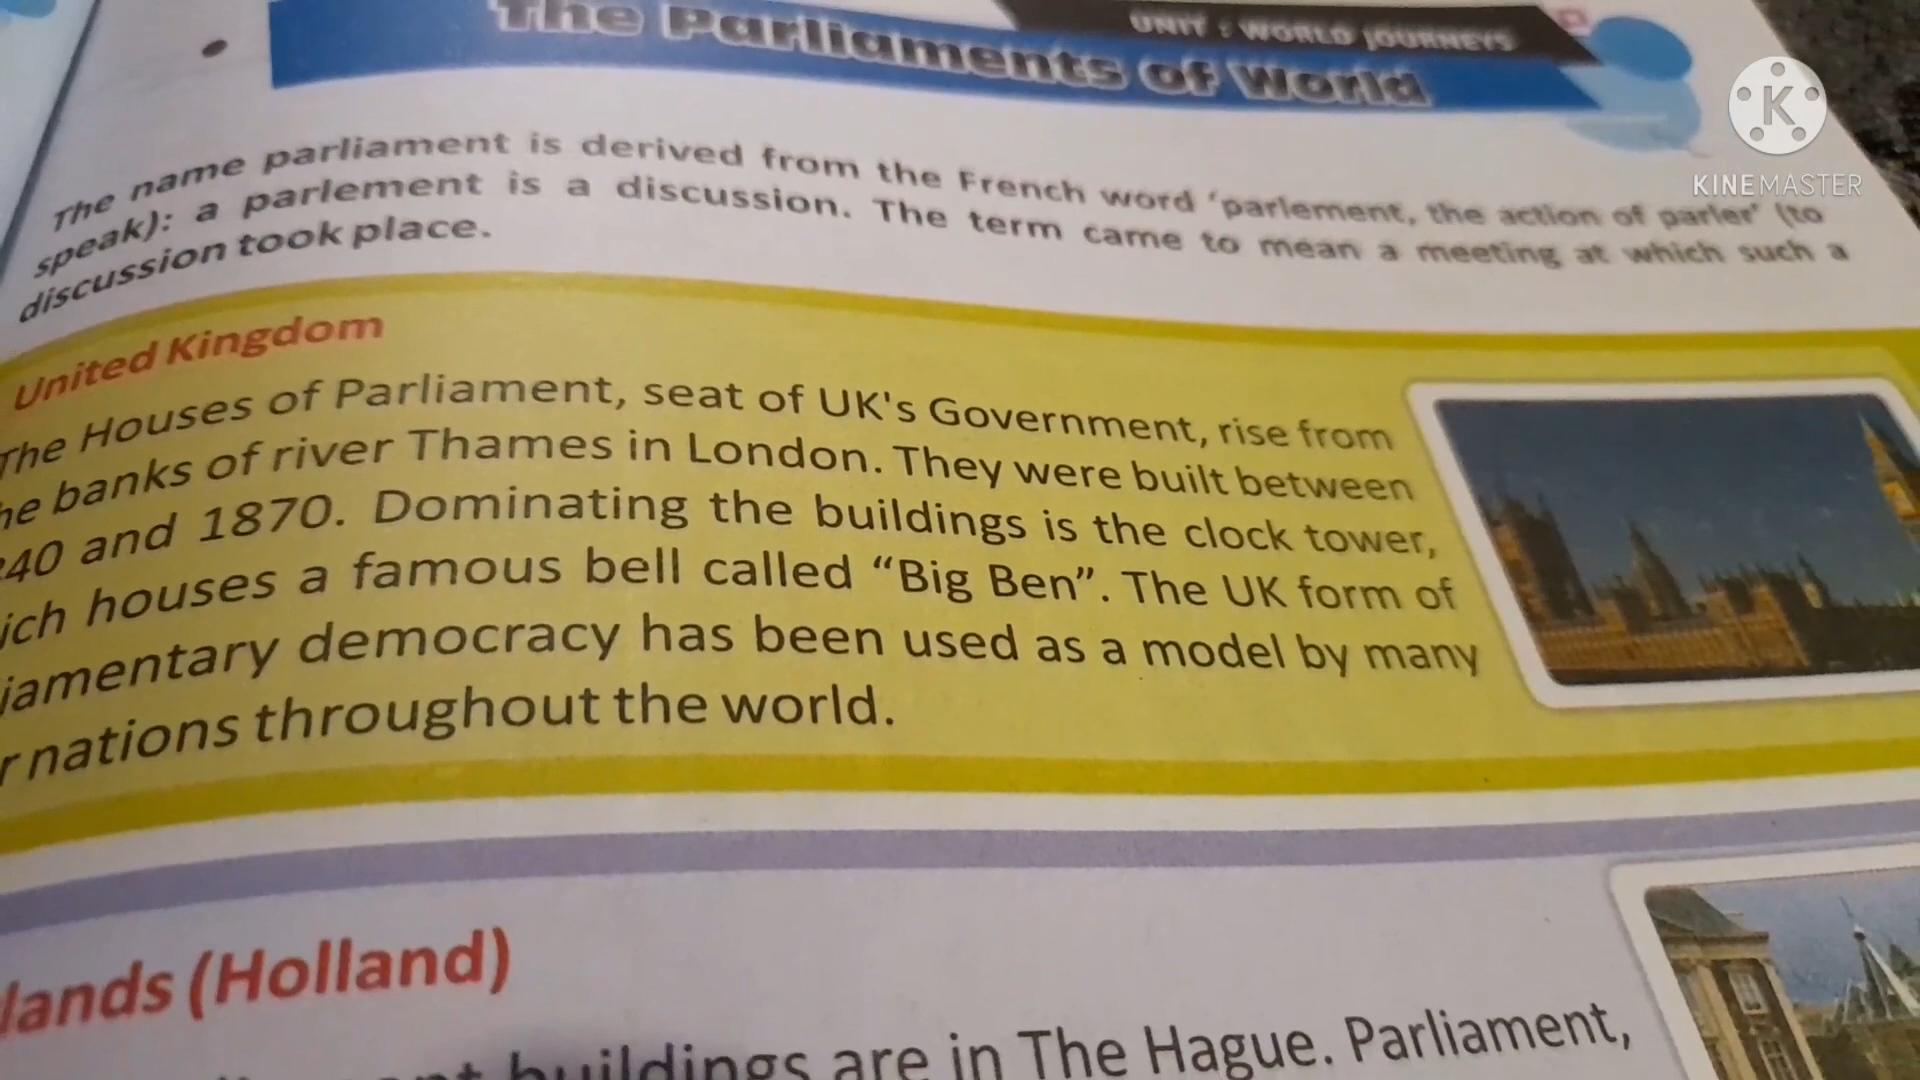 UNIT : WORLD JOURNEYS
The Parliaments of World
K
KINEMASTER
The name parliament is derived from the French word ‘parlement, the action of parler’ (to
speak): a parlement is a discussion. The term came to mean a meeting at which such a
discussion took place.
United Kingdom
The Houses of Parliament, seat of UK's Government, rise from
he banks of river Thames in London. They were built between
40 and 1870. Dominating the buildings is the clock tower,
ich houses a famous bell called “Big Ben”. The UK form of
iamentary democracy has been used as a model by many
r nations throughout the world.
lands (Holland)
buildings are in The Hague. Parliament,